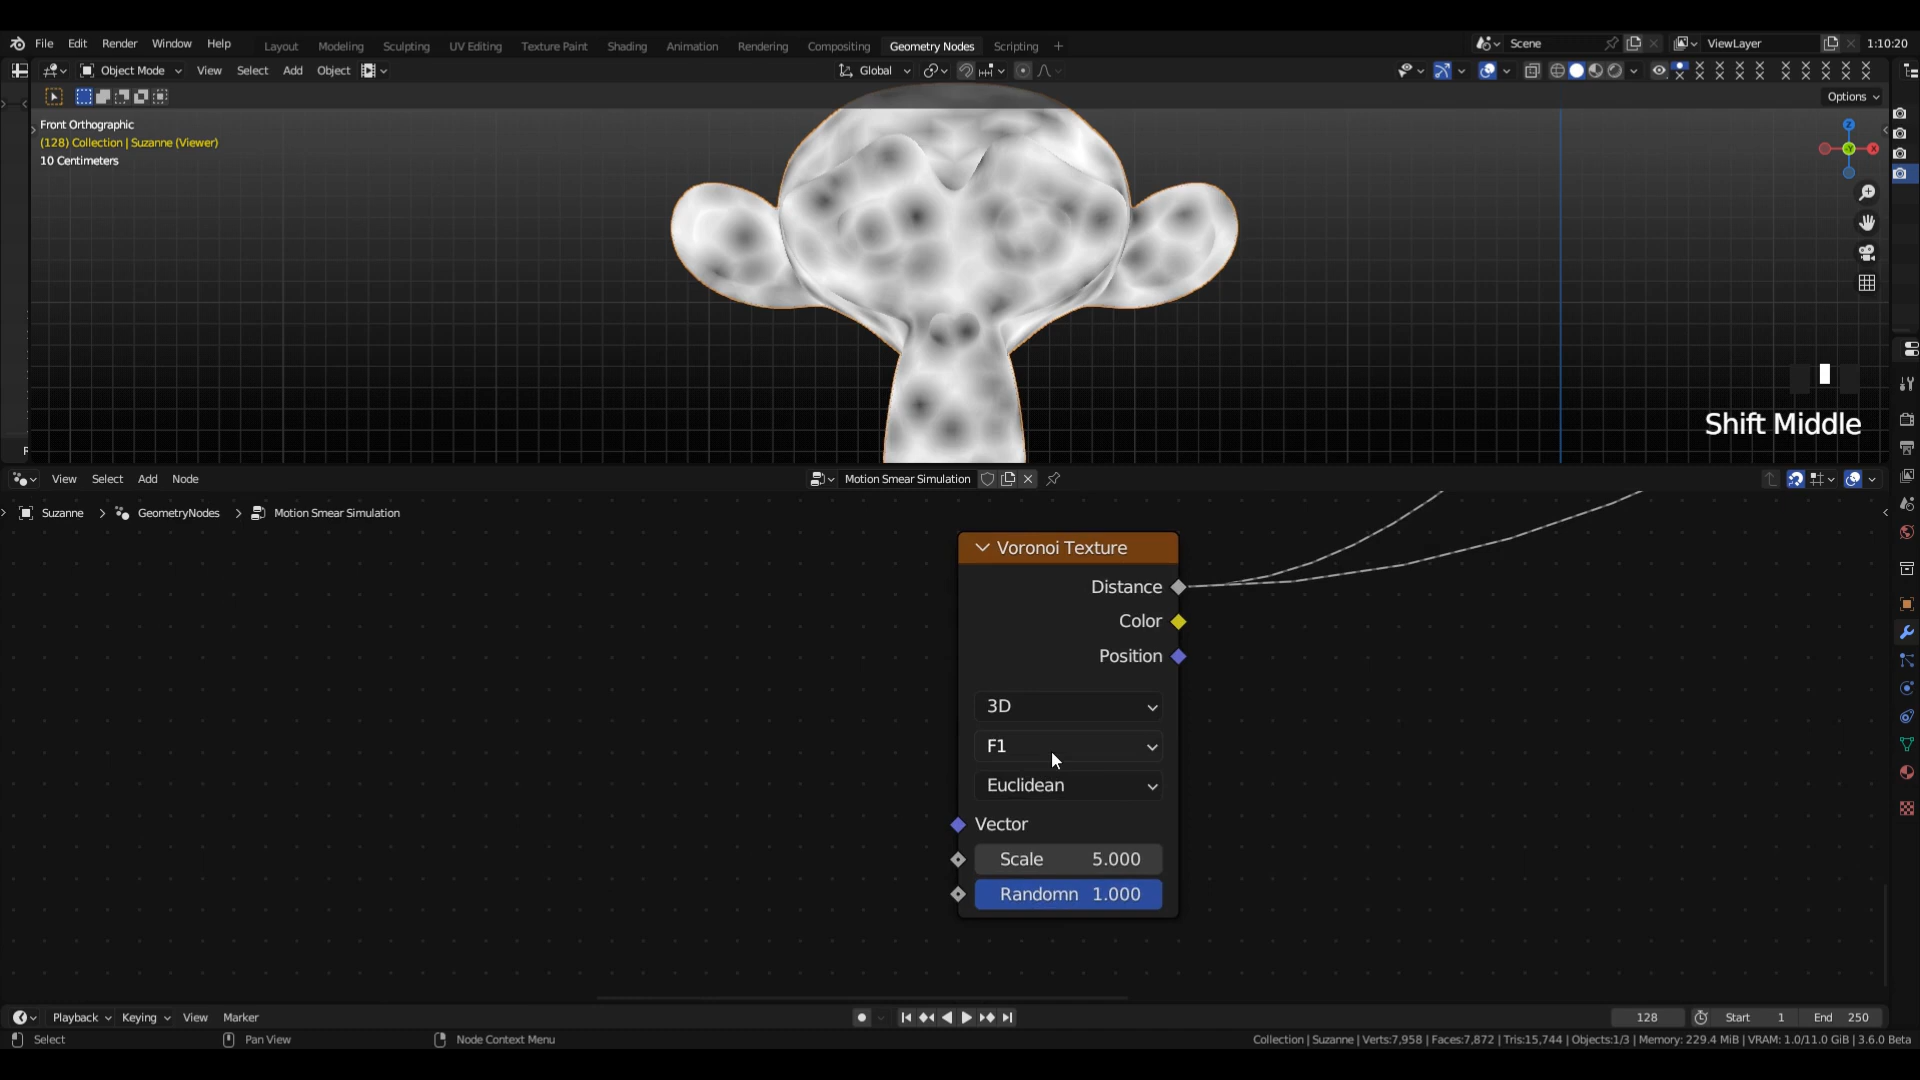 File Edit Render Window Help Layout Modeling Sculpting UV Editing Texture Paint Shading Animation Rendering Compositing Geometry Nodes Scripting + Scene ViewLayer 1:10:20
Object Mode View Select Add Object Global
Options
Front Orthographic
(128) Collection | Suzanne (Viewer)
10 Centimeters
Z
Y
X
Shift Middle
View Select Add Node Motion Smear Simulation
Suzanne > GeometryNodes > Motion Smear Simulation
Voronoi Texture
Distance
Color
Position
3D
F1
Euclidean
Vector
Scale 5.000
Randomn 1.000
Playback Keying View Marker 128 Start 1 End 250
Select Pan View Node Context Menu Collection | Suzanne | Verts:7,958 | Faces:7,872 | Tris:15,744 | Objects:1/3 | Memory: 229.4 MiB | VRAM: 1.0/11.0 GiB | 3.6.0 Beta